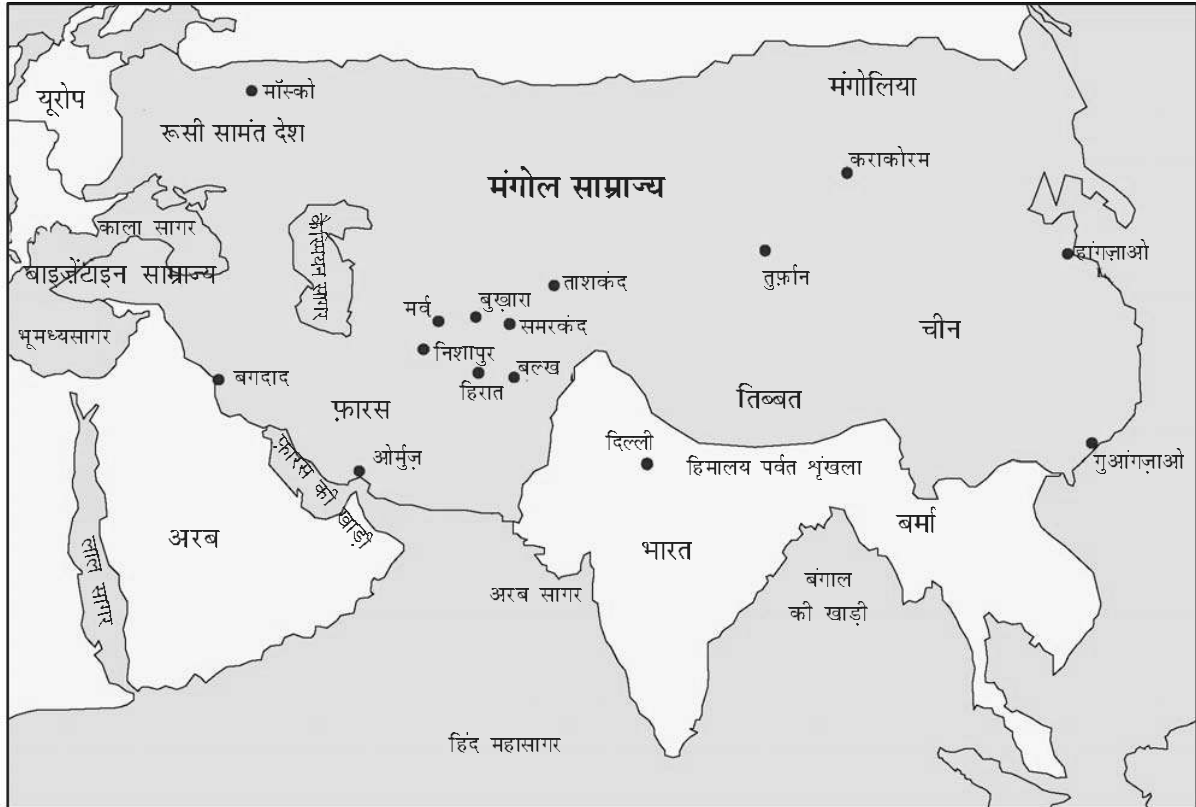 यूरोप
मॉस्को
रूसी सामंत देश
मंगोलिया
कराकोरम
मंगोल साम्राज्य
काला सागर
कैस्पियन सागर
बाइज़ेंटाइन साम्राज्य
हांगज़ाओ
तुर्फ़ान
ताशकंद
मर्व
बुख़ारा
समरकंद
चीन
भूमध्यसागर
निशापुर
बल्ख
हिरात
बगदाद
फ़ारस
तिब्बत
दिल्ली
हिमालय पर्वत शृंखला
ओर्मुज़
फ़ारस की खाड़ी
गुआंगज़ाओ
अरब
लाल सागर
भारत
बर्मा
अरब सागर
बंगाल
की खाड़ी
हिंद महासागर